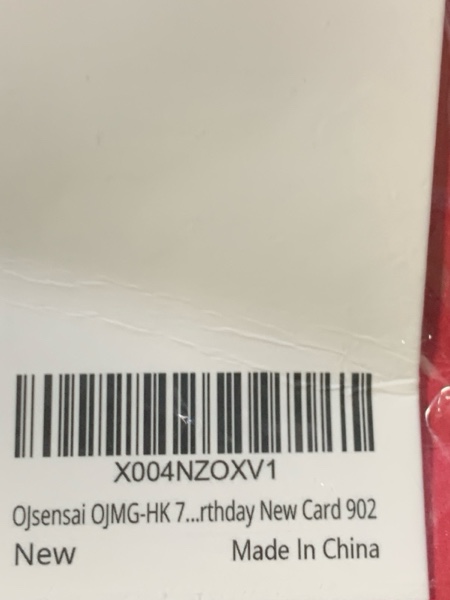 X004NZOXV1
OJsensai OJMG-HK 7...rthday New Card 902
New
Made In China